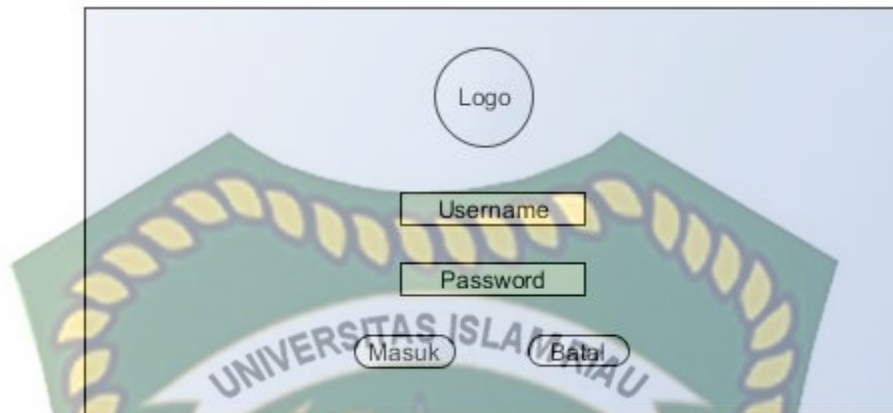 Logo
Username
Password
Masuk Batal
UNIVERSITAS ISLAM RIAU